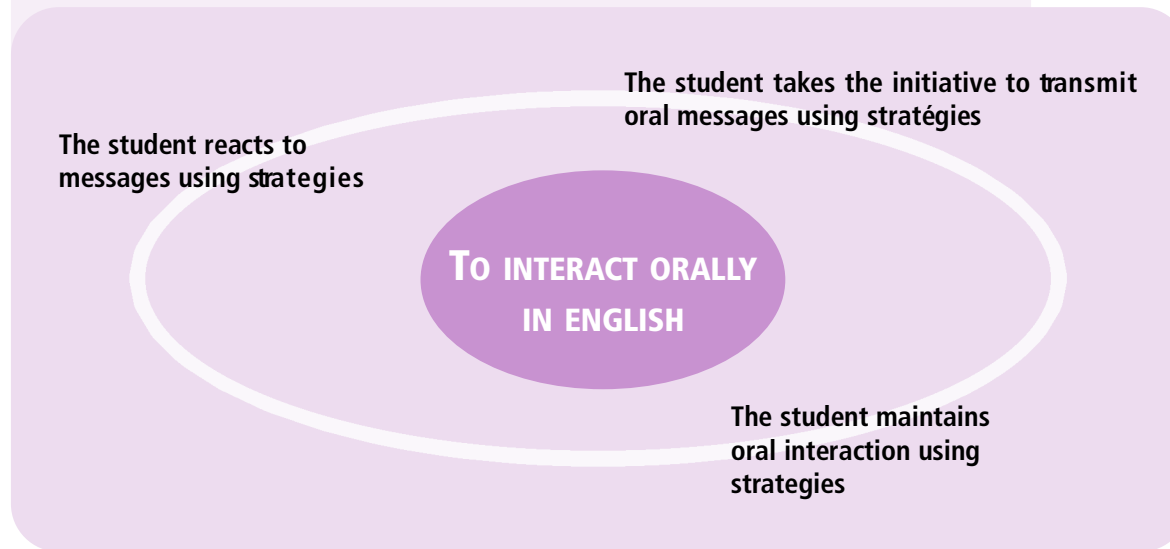 The student takes the initiative to transmit
oral messages using stratégies
The student reacts to
messages using strategies
TO INTERACT ORALLY
IN ENGLISH
The student maintains
oral interaction using
strategies